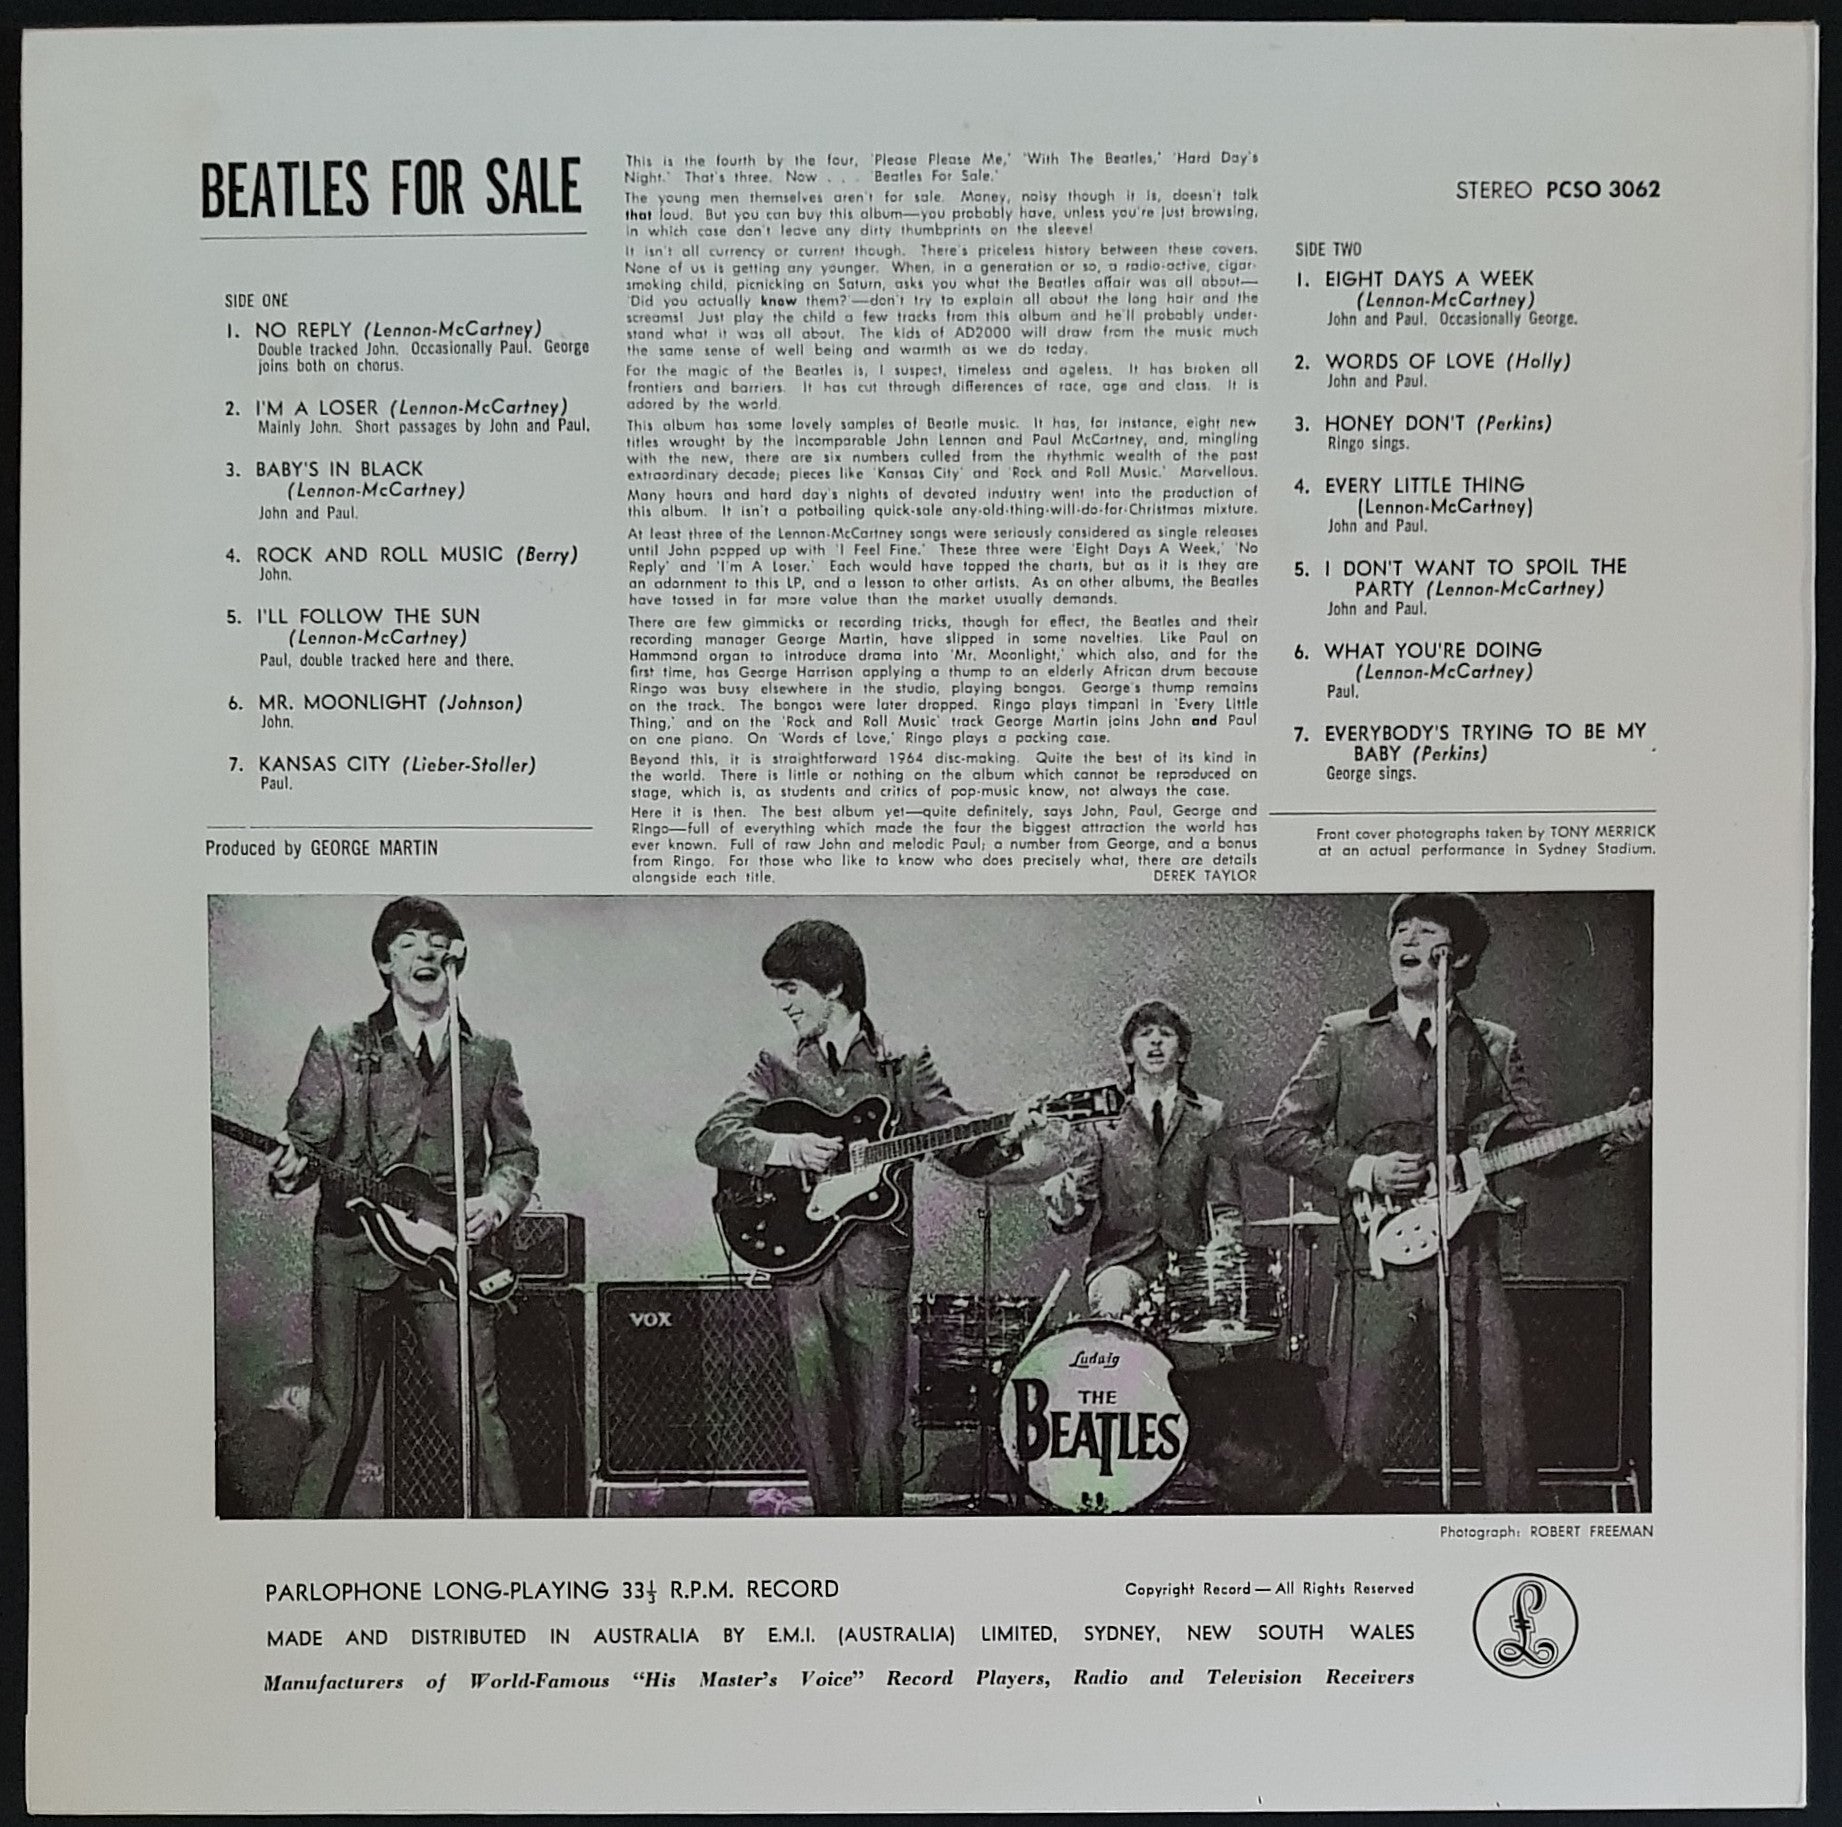 BEATLES FOR SALE
SIDE ONE
1. NO REPLY (Lennon-McCartney)
Double tracked John. Occasionally Paul. George
joins both on chorus.
2. I'M A LOSER (Lennon-McCartney)
Mainly John. Short passages by John and Paul.
3. BABY'S IN BLACK
(Lennon-McCartney)
John and Paul.
4. ROCK AND ROLL MUSIC (Berry)
John.
5. I'LL FOLLOW THE SUN
(Lennon-McCartney)
Paul, double tracked here and there.
6. MR. MOONLIGHT (Johnson)
John.
7. KANSAS CITY (Lieber-Stoller)
Paul.
Produced by GEORGE MARTIN
This is the fourth by the four. 'Please Please Me,' 'With The Beatles,' 'Hard Day's
Night.' That's three. Now . . . 'Beatles For Sale.'
The young men themselves aren't for sale. Money, noisy though it is, doesn't talk
that loud. But you can buy this album—you probably have, unless you're just browsing,
in which case don't leave any dirty thumbprints on the sleeve!
It isn't all currency or current though. There's priceless history between these covers.
None of us is getting any younger. When, in a generation or so, a radio-active, cigar-
smoking child, picnicking on Saturn, asks you what the Beatles affair was all about—
'Did you actually know them?'—don't try to explain all about the long hair and the
screams! Just play the child a few tracks from this album and he'll probably under-
stand what it was all about. The kids of AD2000 will draw from the music much
the same sense of well being and warmth as we do today.
For the magic of the Beatles is, I suspect, timeless and ageless. It has broken all
frontiers and barriers. It has cut through differences of race, age and class. It is
adored by the world.
This album has some lovely samples of Beatle music. It has, for instance, eight new
titles wrought by the incomparable John Lennon and Paul McCartney, and, mingling
with the new, there are six numbers culled from the rhythmic wealth of the past
extraordinary decade; pieces like 'Kansas City' and 'Rock and Roll Music.' Marvellous.
Many hours and hard day's nights of devoted industry went into the production of
this album. It isn't a potboiling quick-sale any-old-thing-will-do-for-Christmas mixture.
At least three of the Lennon-McCartney songs were seriously considered as single releases
until John popped up with 'I Feel Fine.' These three were 'Eight Days A Week,' 'No
Reply' and 'I'm A Loser.' Each would have topped the charts, but as it is they are
an adornment to this LP, and a lesson to other artists. As on other albums, the Beatles
have tossed in far more value than the market usually demands.
There are few gimmicks or recording tricks, though for effect, the Beatles and their
recording manager George Martin, have slipped in some novelties. Like Paul on
Hammond organ to introduce drama into 'Mr. Moonlight,' which also, and for the
first time, has George Harrison applying a thump to an elderly African drum because
Ringo was busy elsewhere in the studio, playing bongos. George's thump remains
on the track. The bongos were later dropped. Ringo plays timpani in 'Every Little
Thing,' and on the 'Rock and Roll Music' track George Martin joins John and Paul
on one piano. On 'Words of Love,' Ringo plays a packing case.
Beyond this, it is straightforward 1964 disc-making. Quite the best of its kind in
the world. There is little or nothing on the album which cannot be reproduced on
stage, which is, as students and critics of pop-music know, not always the case.
Here it is then. The best album yet—quite definitely, says John, Paul, George and
Ringo—full of everything which made the four the biggest attraction the world has
ever known. Full of raw John and melodic Paul; a number from George, and a bonus
from Ringo. For those who like to know who does precisely what, there are details
alongside each title. DEREK TAYLOR
STEREO PCSO 3062
SIDE TWO
1. EIGHT DAYS A WEEK
(Lennon-McCartney)
John and Paul. Occasionally George.
2. WORDS OF LOVE (Holly)
John and Paul.
3. HONEY DON'T (Perkins)
Ringo sings.
4. EVERY LITTLE THING
(Lennon-McCartney)
John and Paul.
5. I DON'T WANT TO SPOIL THE
PARTY (Lennon-McCartney)
John and Paul.
6. WHAT YOU'RE DOING
(Lennon-McCartney)
Paul.
7. EVERYBODY'S TRYING TO BE MY
BABY (Perkins)
George sings.
Front cover photographs taken by TONY MERRICK
at an actual performance in Sydney Stadium.
VOX
Ludwig
THE
BEATLES
Photograph: ROBERT FREEMAN
PARLOPHONE LONG-PLAYING 33⅓ R.P.M. RECORD
Copyright Record — All Rights Reserved
MADE AND DISTRIBUTED IN AUSTRALIA BY E.M.I. (AUSTRALIA) LIMITED, SYDNEY, NEW SOUTH WALES
Manufacturers of World-Famous "His Master's Voice" Record Players, Radio and Television Receivers
£